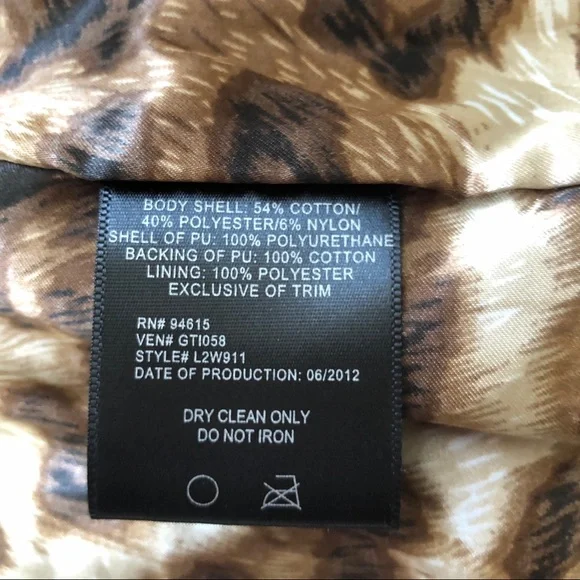 BODY SHELL: 54% COTTON/
40% POLYESTER/6% NYLON
SHELL OF PU: 100% POLYURETHANE
BACKING OF PU: 100% COTTON
LINING: 100% POLYESTER
EXCLUSIVE OF TRIM
RN# 94615
VEN# GTI058
STYLE# L2W911
DATE OF PRODUCTION: 06/2012
DRY CLEAN ONLY
DO NOT IRON